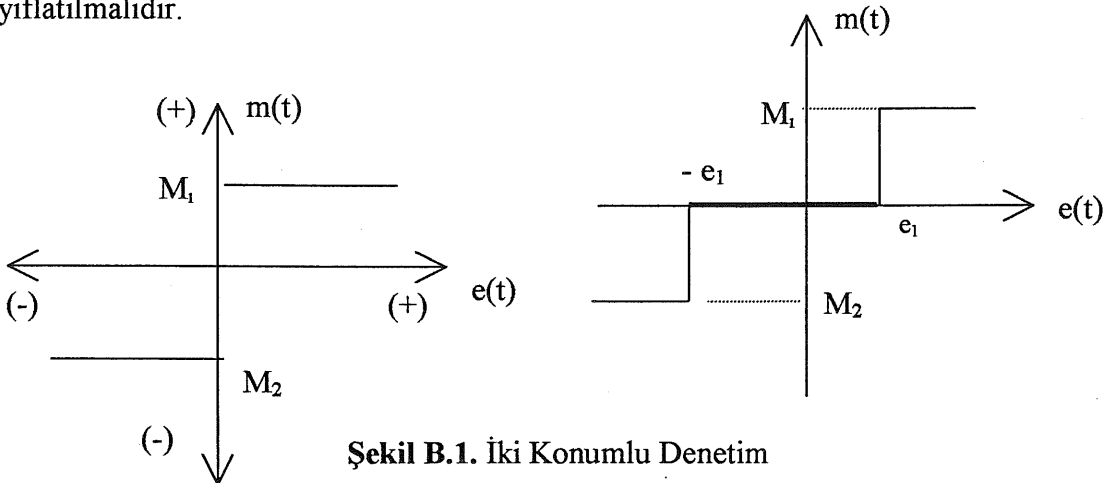 yıflatılmalıdır.
(+) m(t)
M₁
(-) (+) e(t)
M₂
(-)
m(t)
M₁
- e₁
e₁ e(t)
M₂
Şekil B.1. İki Konumlu Denetim